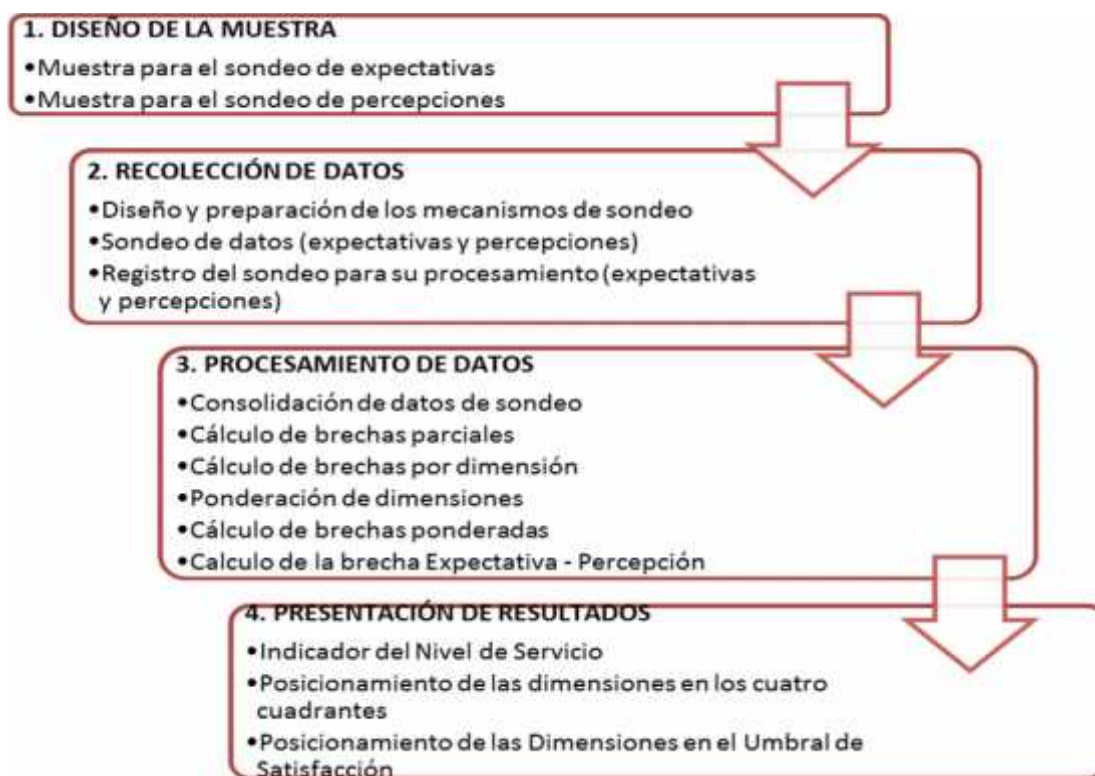 1. DISEÑO DE LA MUESTRA
•Muestra para el sondeo de expectativas
•Muestra para el sondeo de percepciones
2. RECOLECCIÓN DE DATOS
•Diseño y preparación de los mecanismos de sondeo
•Sondeo de datos (expectativas y percepciones)
•Registro del sondeo para su procesamiento (expectativas
y percepciones)
3. PROCESAMIENTO DE DATOS
•Consolidación de datos de sondeo
•Cálculo de brechas parciales
•Cálculo de brechas por dimensión
•Ponderación de dimensiones
•Cálculo de brechas ponderadas
•Calculo de la brecha Expectativa - Percepción
4. PRESENTACIÓN DE RESULTADOS
•Indicador del Nivel de Servicio
•Posicionamiento de las dimensiones en los cuatro
cuadrantes
•Posicionamiento de las Dimensiones en el Umbral de
Satisfacción